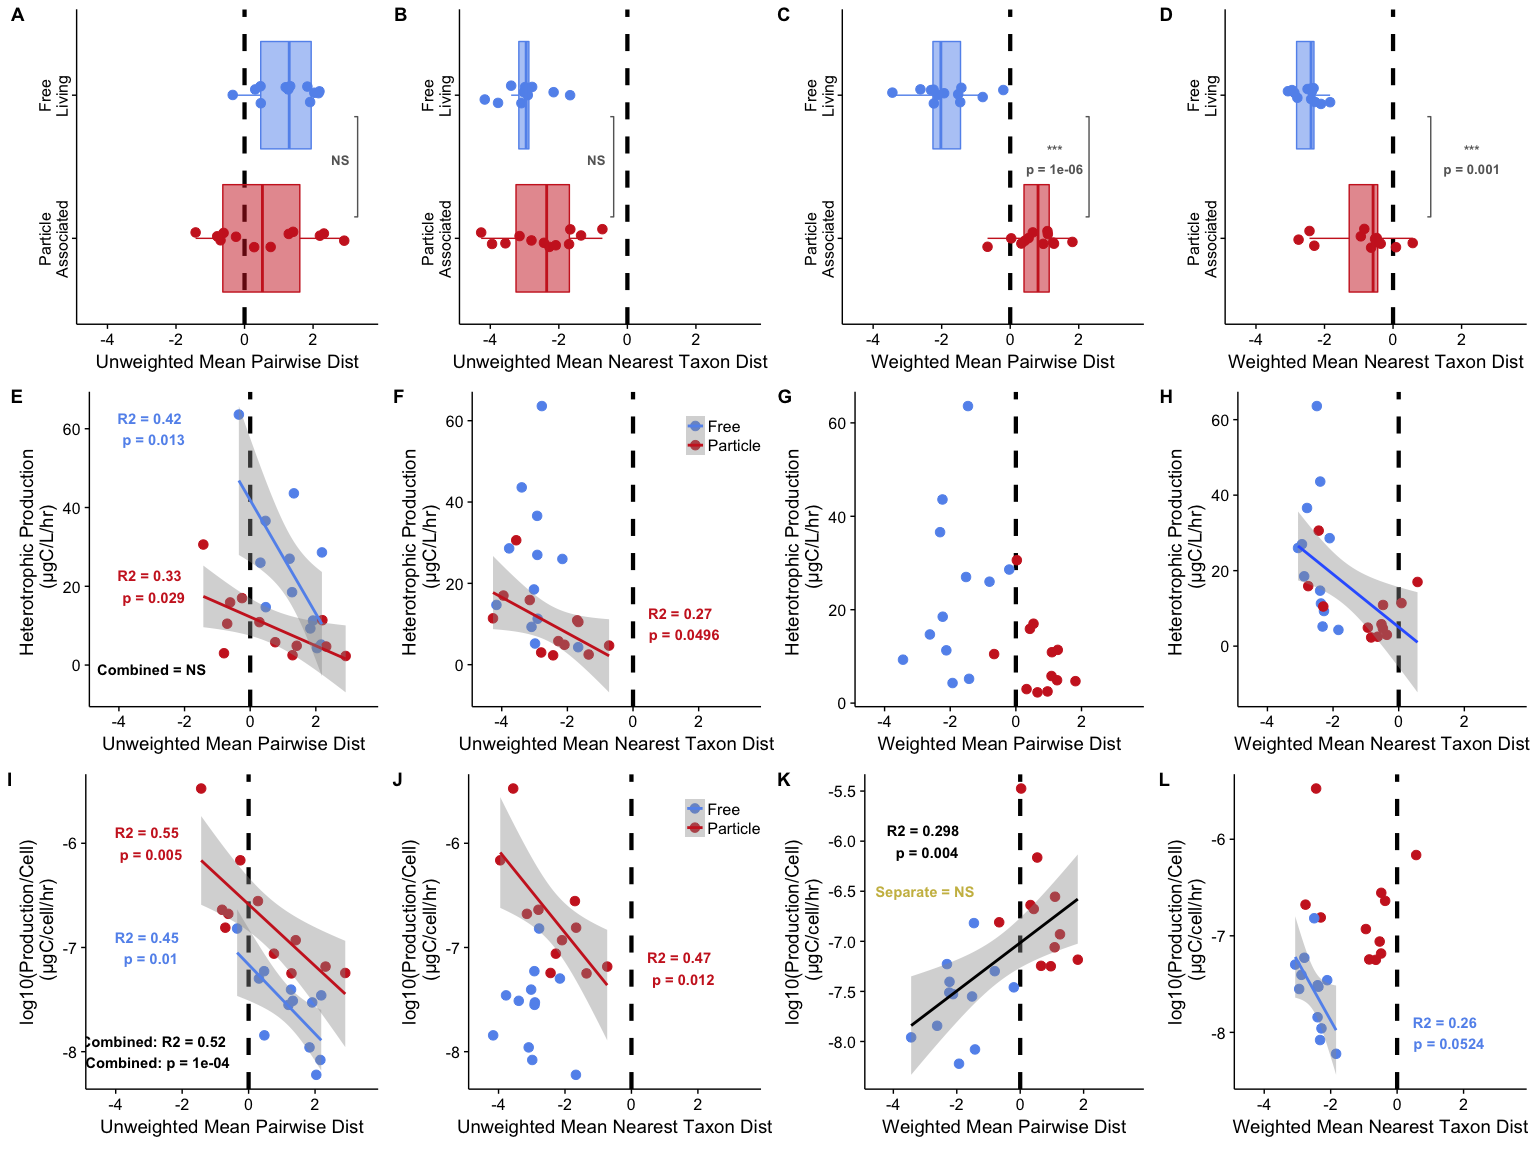 A
Free
Living
Particle
Associated
NS
-4 -2 0 2
Unweighted Mean Pairwise Dist
B
Free
Living
Particle
Associated
NS
-4 -2 0 2
Unweighted Mean Nearest Taxon Dist
C
Free
Living
Particle
Associated
***
p = 1e-06
-4 -2 0 2
Weighted Mean Pairwise Dist
D
Free
Living
Particle
Associated
***
p = 0.001
-4 -2 0 2
Weighted Mean Nearest Taxon Dist
E
Heterotrophic Production
(μgC/L/hr)
60
40
20
0
R2 = 0.42
p = 0.013
R2 = 0.33
p = 0.029
Combined = NS
-4 -2 0 2
Unweighted Mean Pairwise Dist
F
Heterotrophic Production
(μgC/L/hr)
60
40
20
0
Free
Particle
R2 = 0.27
p = 0.0496
-4 -2 0 2
Unweighted Mean Nearest Taxon Dist
G
Heterotrophic Production
(μgC/L/hr)
60
40
20
0
-4 -2 0 2
Weighted Mean Pairwise Dist
H
Heterotrophic Production
(μgC/L/hr)
60
40
20
0
-4 -2 0 2
Weighted Mean Nearest Taxon Dist
I
log10(Production/Cell)
(μgC/cell/hr)
-6
-7
-8
R2 = 0.55
p = 0.005
R2 = 0.45
p = 0.01
Combined: R2 = 0.52
Combined: p = 1e-04
-4 -2 0 2
Unweighted Mean Pairwise Dist
J
log10(Production/Cell)
(μgC/cell/hr)
-6
-7
-8
Free
Particle
R2 = 0.47
p = 0.012
-4 -2 0 2
Unweighted Mean Nearest Taxon Dist
K
log10(Production/Cell)
(μgC/cell/hr)
-5.5
-6.0
-6.5
-7.0
-7.5
-8.0
R2 = 0.298
p = 0.004
Separate = NS
-4 -2 0 2
Weighted Mean Pairwise Dist
L
log10(Production/Cell)
(μgC/cell/hr)
-6
-7
-8
R2 = 0.26
p = 0.0524
-4 -2 0 2
Weighted Mean Nearest Taxon Dist